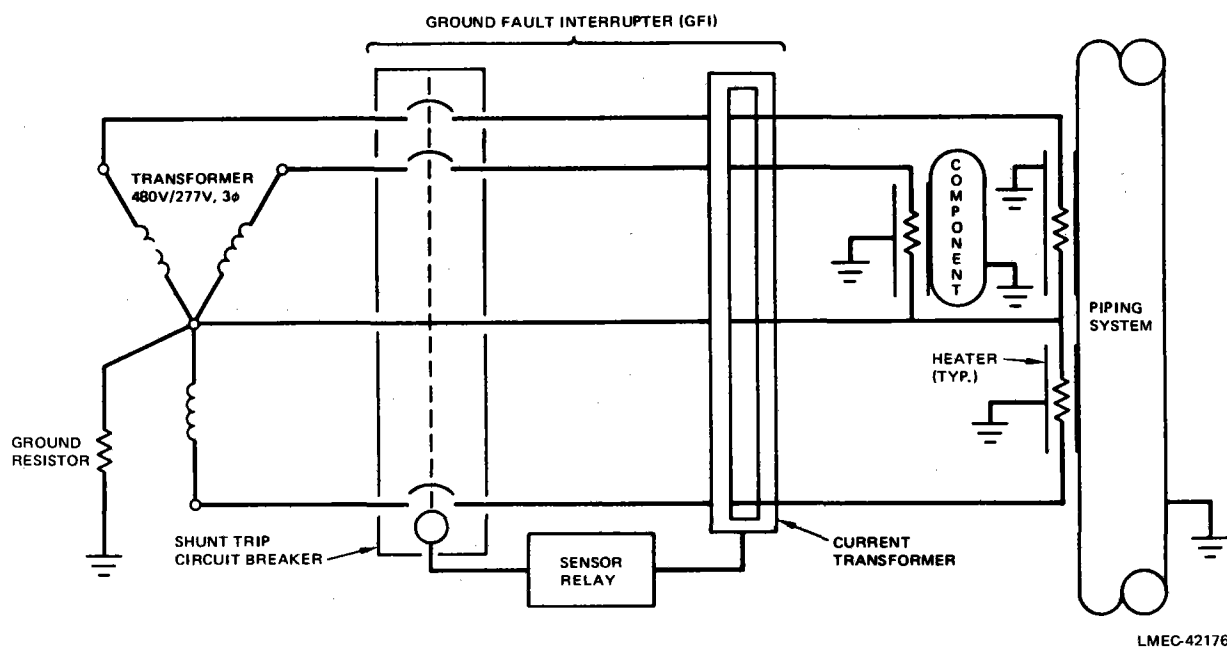 GROUND FAULT INTERRUPTER (GFI)
TRANSFORMER
480V/277V, 3ϕ
COMPONENT
PIPING
SYSTEM
HEATER
(TYP.)
GROUND
RESISTOR
SHUNT TRIP
CIRCUIT BREAKER
SENSOR
RELAY
CURRENT
TRANSFORMER
LMEC-42176